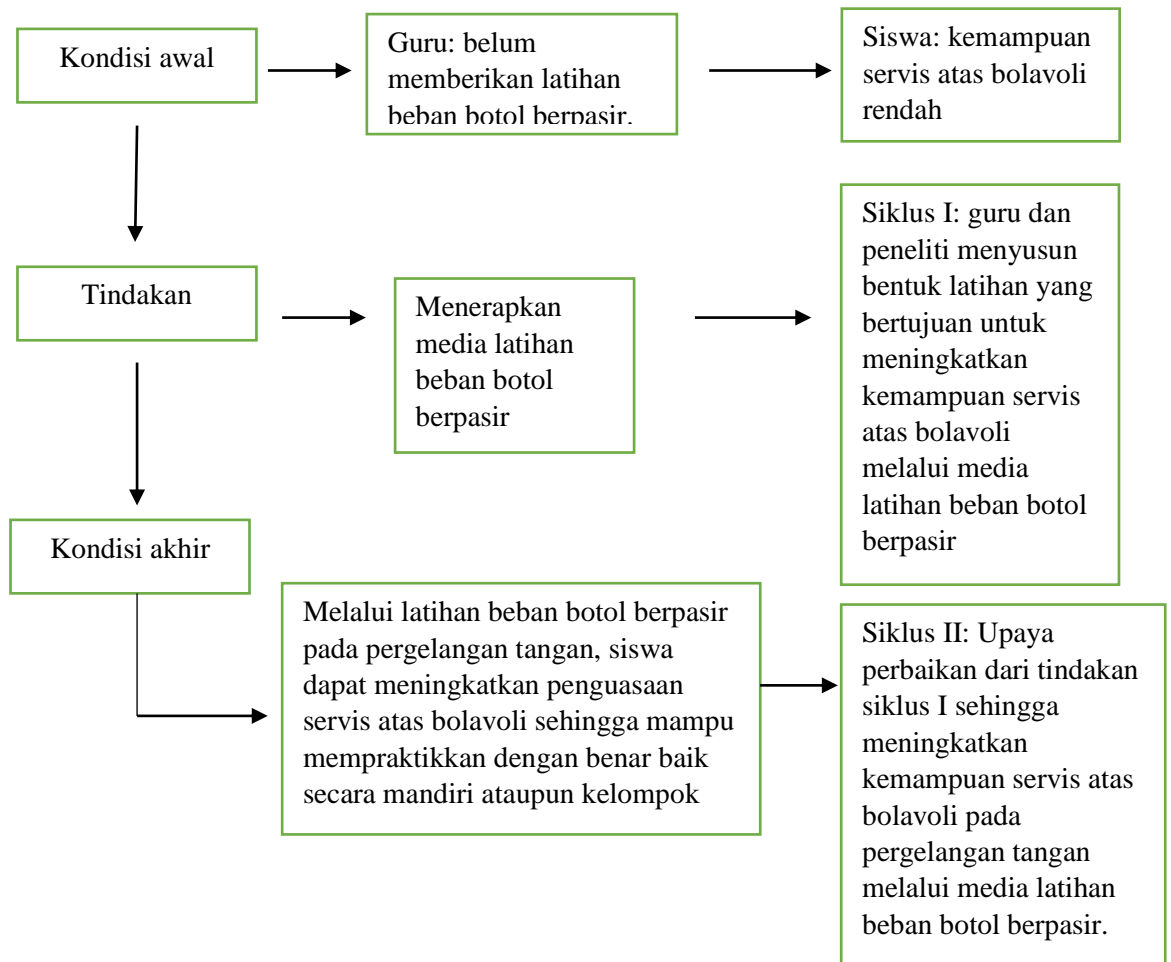 Kondisi awal
Guru: belum
memberikan latihan
beban botol berpasir.
Siswa: kemampuan
servis atas bolavoli
rendah
Tindakan
Menerapkan
media latihan
beban botol
berpasir
Siklus I: guru dan
peneliti menyusun
bentuk latihan yang
bertujuan untuk
meningkatkan
kemampuan servis
atas bolavoli
melalui media
latihan beban botol
berpasir
Kondisi akhir
Melalui latihan beban botol berpasir
pada pergelangan tangan, siswa
dapat meningkatkan penguasaan
servis atas bolavoli sehingga mampu
mempraktikkan dengan benar baik
secara mandiri ataupun kelompok
Siklus II: Upaya
perbaikan dari tindakan
siklus I sehingga
meningkatkan
kemampuan servis atas
bolavoli pada
pergelangan tangan
melalui media latihan
beban botol berpasir.